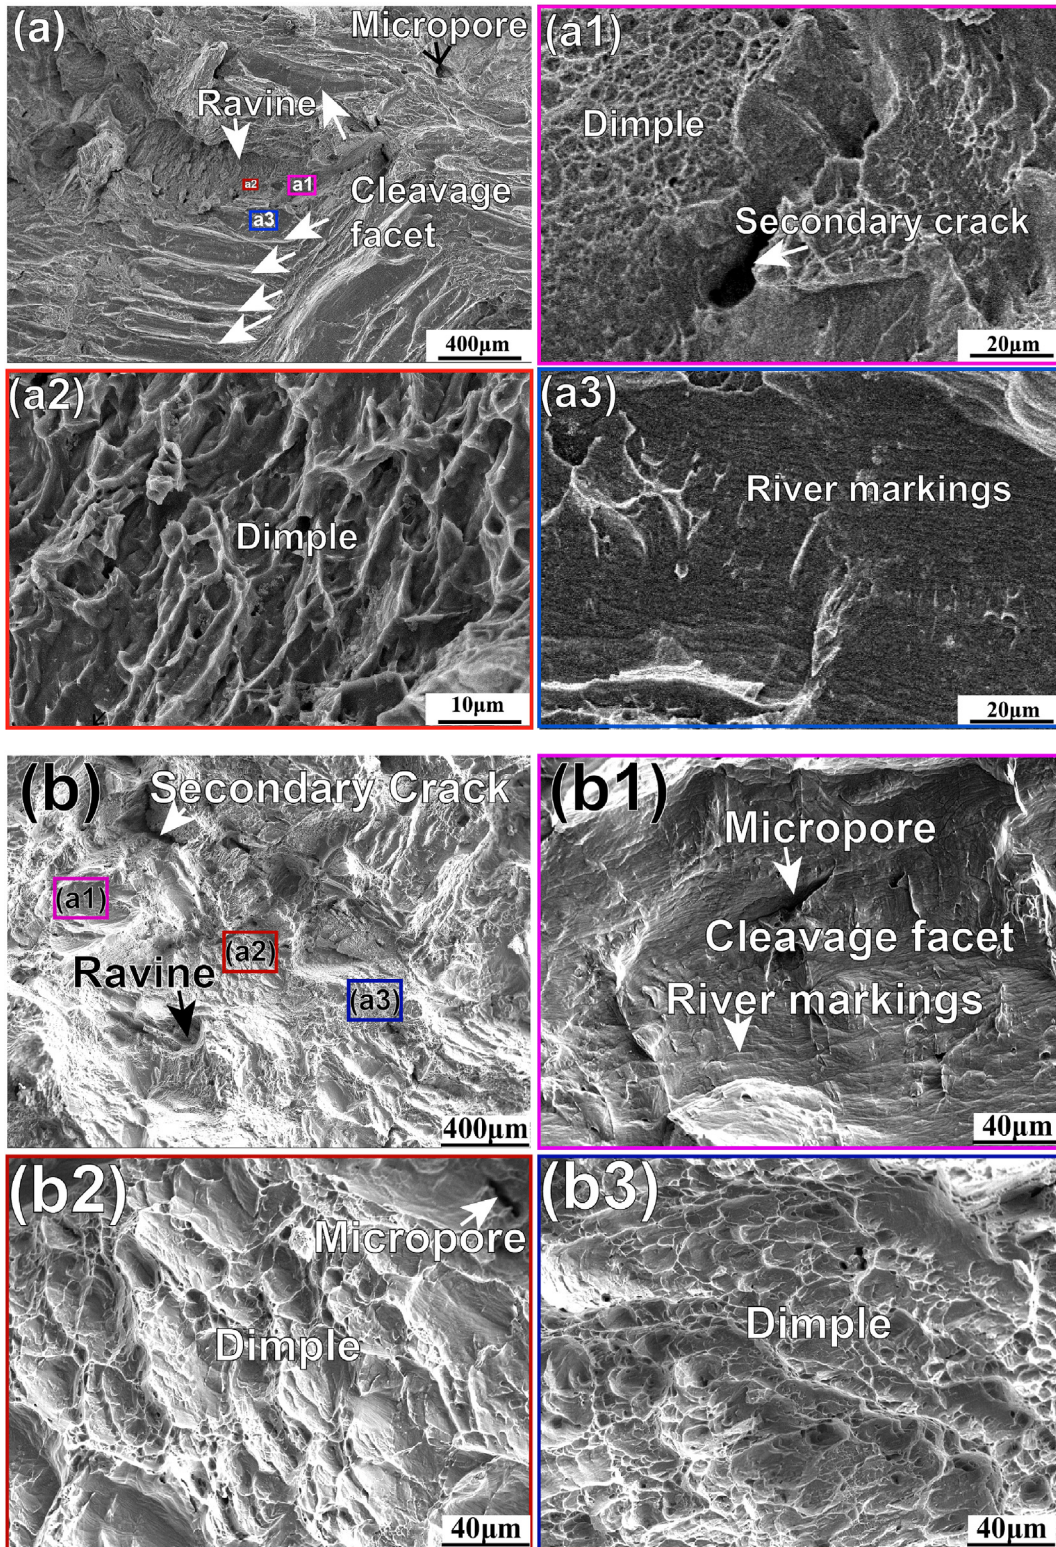 (a)
Micropore
Ravine
a2
a1
a3
Cleavage
facet
400μm
(a1)
Dimple
Secondary crack
20μm
(a2)
Dimple
10μm
(a3)
River markings
20μm
(b)
Secondary Crack
(a1)
(a2)
Ravine
(a3)
400μm
(b1)
Micropore
Cleavage facet
River markings
40μm
(b2)
Micropore
Dimple
40μm
(b3)
Dimple
40μm